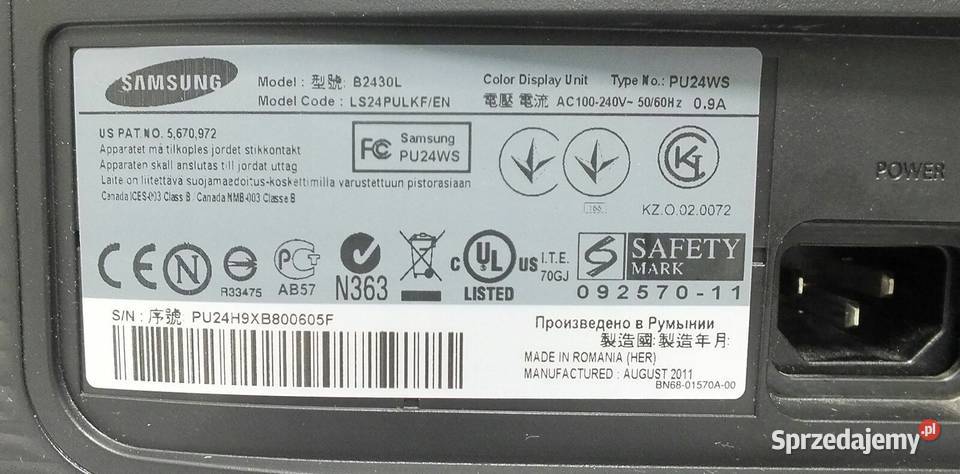 SAMSUNG
Model : 型號: B2430L
Model Code : LS24PULKF/EN
Color Display Unit Type No.: PU24WS
電壓 電流 AC100-240V~ 50/60Hz 0.9A
US PAT.NO. 5,670,972
Apparatet må tilkoples jordet stikkontakt
Apparaten skall anslutas till jordat uttag
Laite on liitettävä suojamaadoitus-koskettimilla varustettuun pistorasiaan
Canada ICES-003 Class B / Canada NMB-003 Classe B
FC Samsung
PU24WS
KZ.O.02.0072
CE N
R33475
PCT
AB57
N363
C UL US
LISTED
I.T.E.
70GJ
S SAFETY
MARK
092570-11
S/N : 序號: PU24H9XB800605F
Произведено в Румынии
製造國: 製造年月:
MADE IN ROMANIA (HER)
MANUFACTURED : AUGUST 2011
BN68-01570A-00
POWER
Sprzedajemy.pl